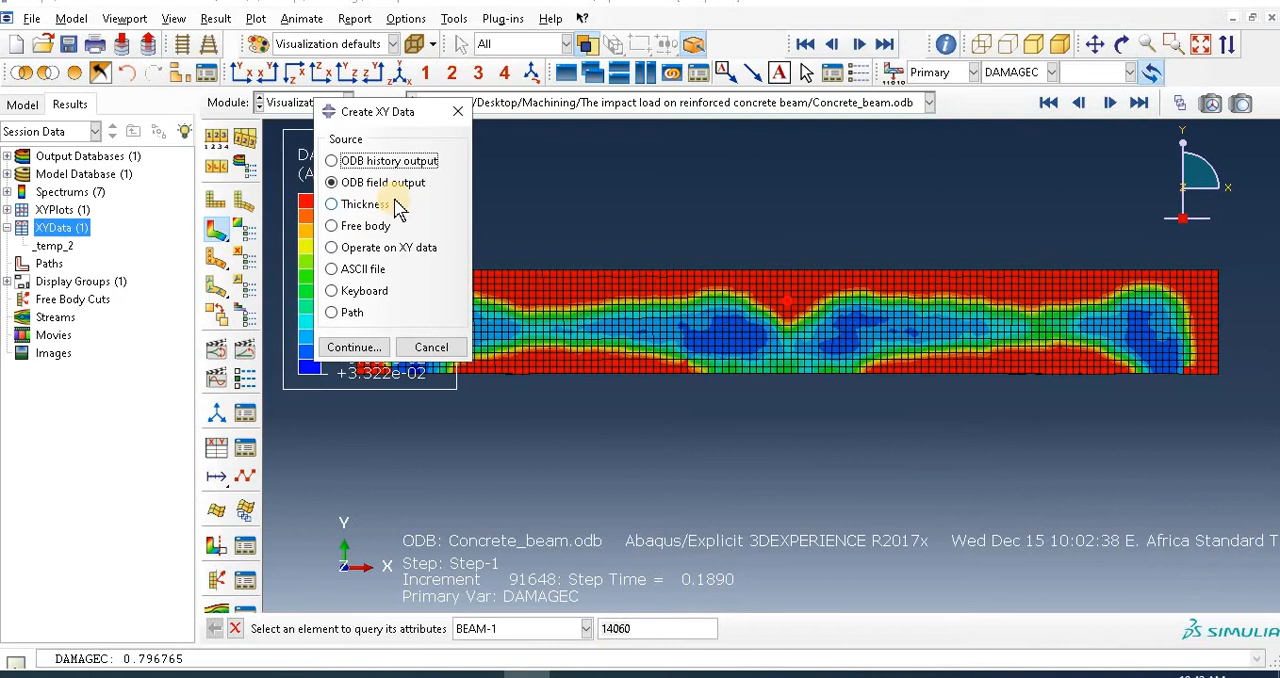 File Model Viewport View Result Plot Animate Report Options Tools Plug-ins Help
Visualization defaults All
1 2 3 4 A Primary DAMAGEC
Model Results Module: /Desktop/Machining/The impact load on reinforced concrete beam/Concrete_beam.odb
Create XY Data
Session Data
Source
ODB history output
ODB field output
Thickness
Free body
Operate on XY data
ASCII file
Keyboard
Path
Continue... Cancel
+3.322e-02
Output Databases (1)
Model Database (1)
Spectrums (7)
XYPlots (1)
XYData (1)
_temp_2
Paths
Display Groups (1)
Free Body Cuts
Streams
Movies
Images
Y
X
Z
Y
X
Z
ODB: Concrete_beam.odb Abaqus/Explicit 3DEXPERIENCE R2017x Wed Dec 15 10:02:38 E. Africa Standard T
Step: Step-1
Increment 91648: Step Time = 0.1890
Primary Var: DAMAGEC
Select an element to query its attributes BEAM-1 14060
SIMULIA
DAMAGEC: 0.796765